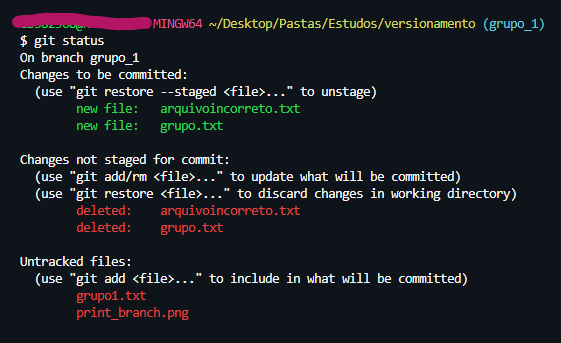 MINGW64 ~/Desktop/Pastas/Estudos/versionamento (grupo_1)
$ git status
On branch grupo_1
Changes to be committed:
  (use "git restore --staged <file>..." to unstage)
        new file:   arquivoincorreto.txt
        new file:   grupo.txt

Changes not staged for commit:
  (use "git add/rm <file>..." to update what will be committed)
  (use "git restore <file>..." to discard changes in working directory)
        deleted:    arquivoincorreto.txt
        deleted:    grupo.txt

Untracked files:
  (use "git add <file>..." to include in what will be committed)
        grupo1.txt
        print_branch.png